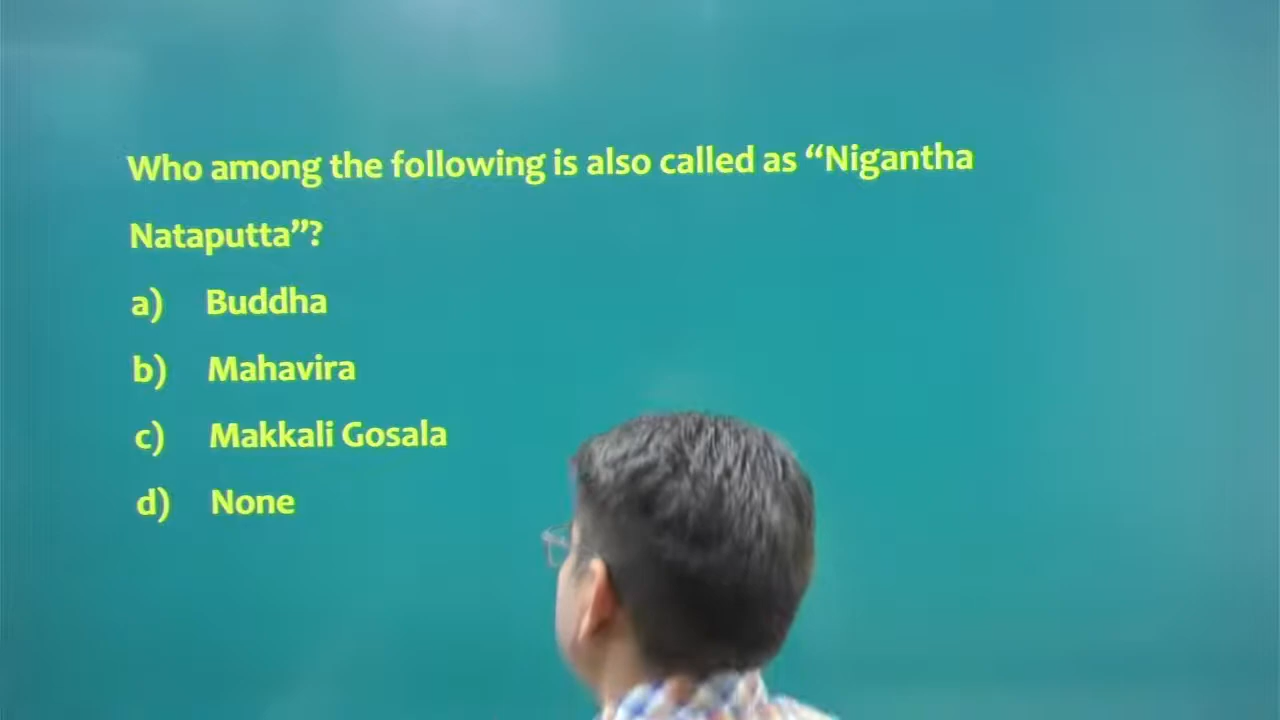 Who among the following is also called as “Nigantha
Nataputta”?
a) Buddha
b) Mahavira
c) Makkali Gosala
d) None